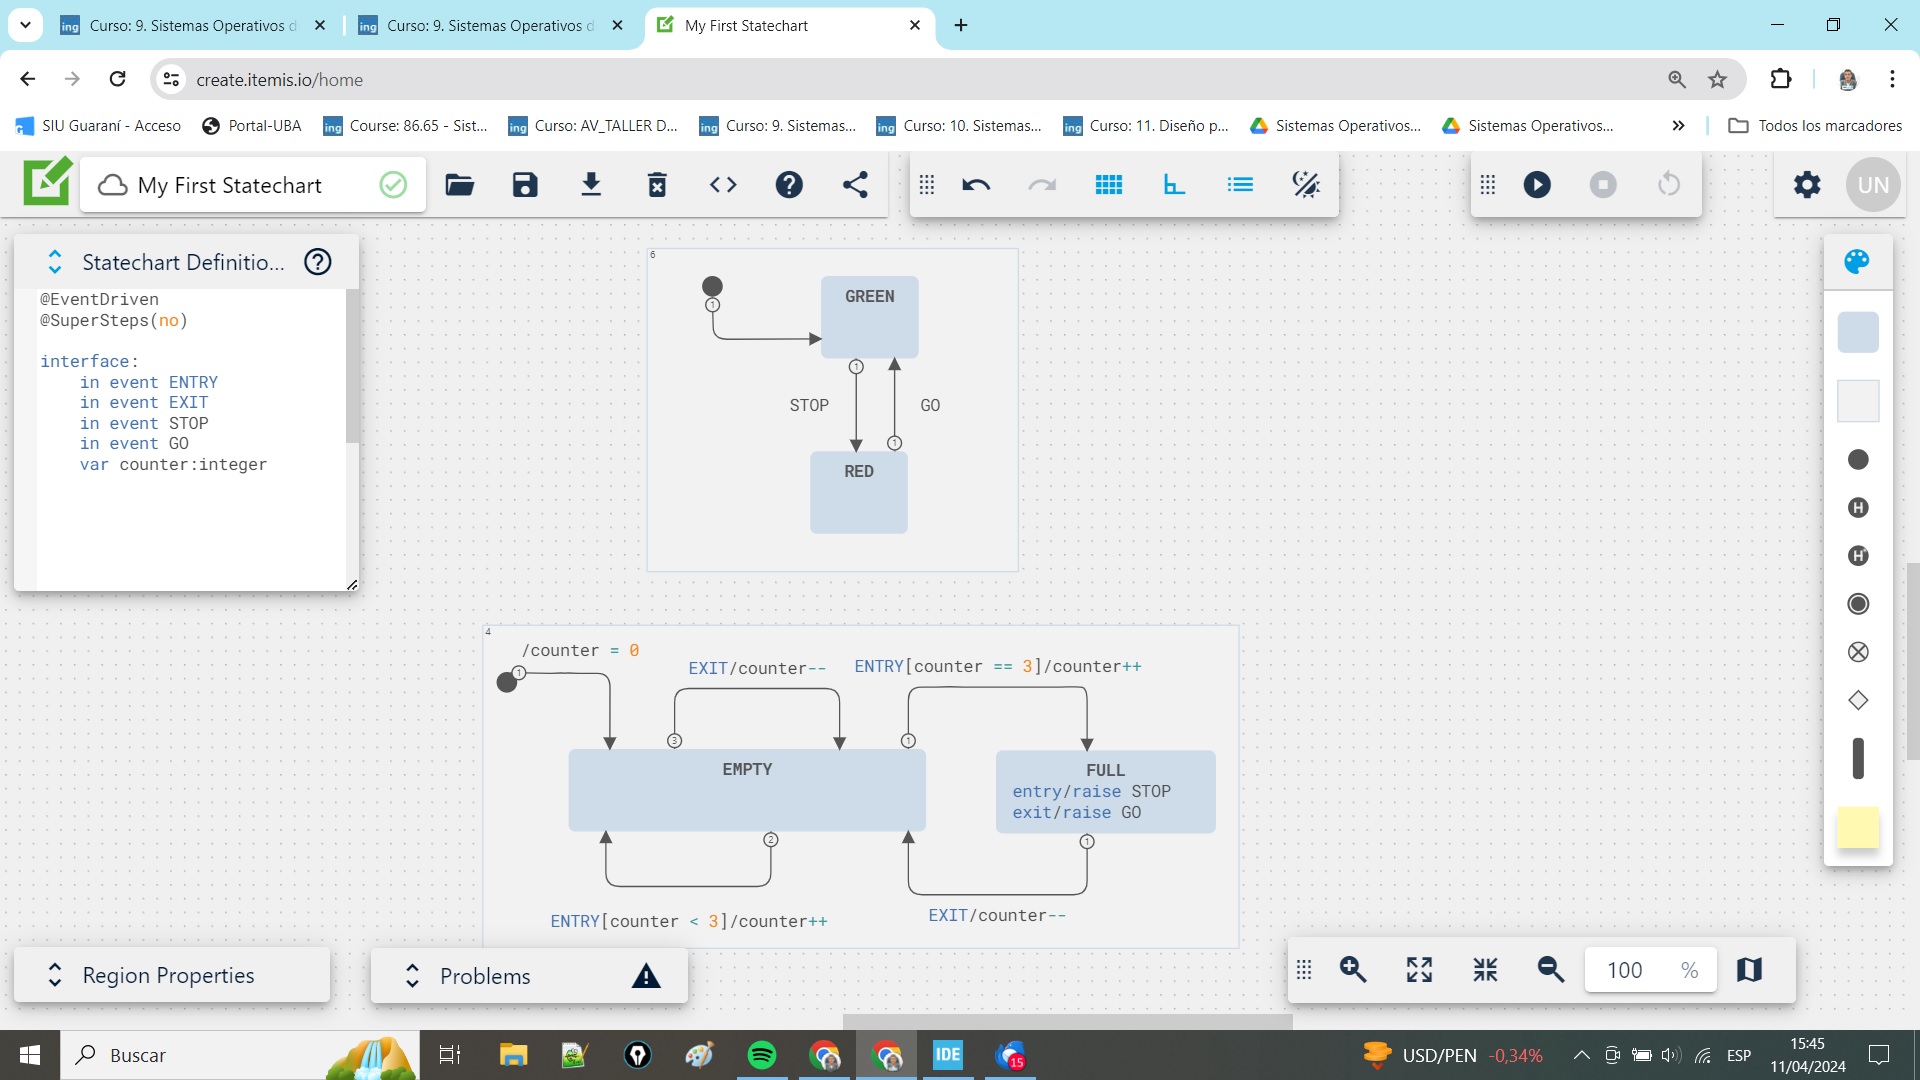 Curso: 9. Sistemas Operativos d
Curso: 9. Sistemas Operativos d
My First Statechart
create.itemis.io/home
SIU Guaraní - Acceso
Portal-UBA
Course: 86.65 - Sist...
Curso: AV_TALLER D...
Curso: 9. Sistemas...
Curso: 10. Sistemas...
Curso: 11. Diseño p...
Sistemas Operativos...
Sistemas Operativos...
Todos los marcadores
My First Statechart
UN
Statechart Definitio...
@EventDriven
@SuperSteps(no)
interface:
in event ENTRY
in event EXIT
in event STOP
in event GO
var counter:integer
6
1
GREEN
1
STOP
GO
1
RED
4
/counter = 0
1
EXIT/counter--
ENTRY[counter == 3]/counter++
3
1
EMPTY
FULL
entry/raise STOP
exit/raise GO
2
1
ENTRY[counter < 3]/counter++
EXIT/counter--
H
H*
Region Properties
Problems
100 %
Buscar
IDE
15
USD/PEN -0,34%
ESP
15:45
11/04/2024